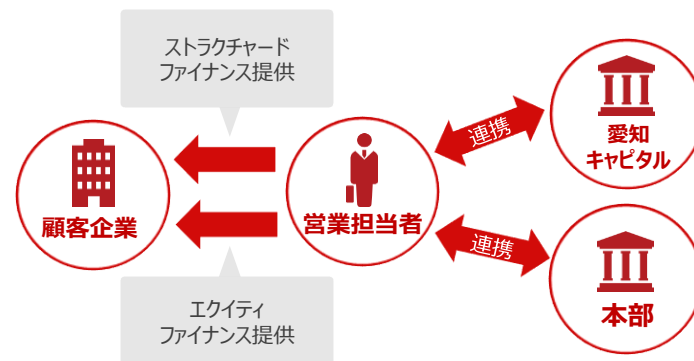 ストラクチャード
ファイナンス提供
顧客企業
営業担当者
連携
愛知
キャピタル
連携
本部
エクイティ
ファイナンス提供